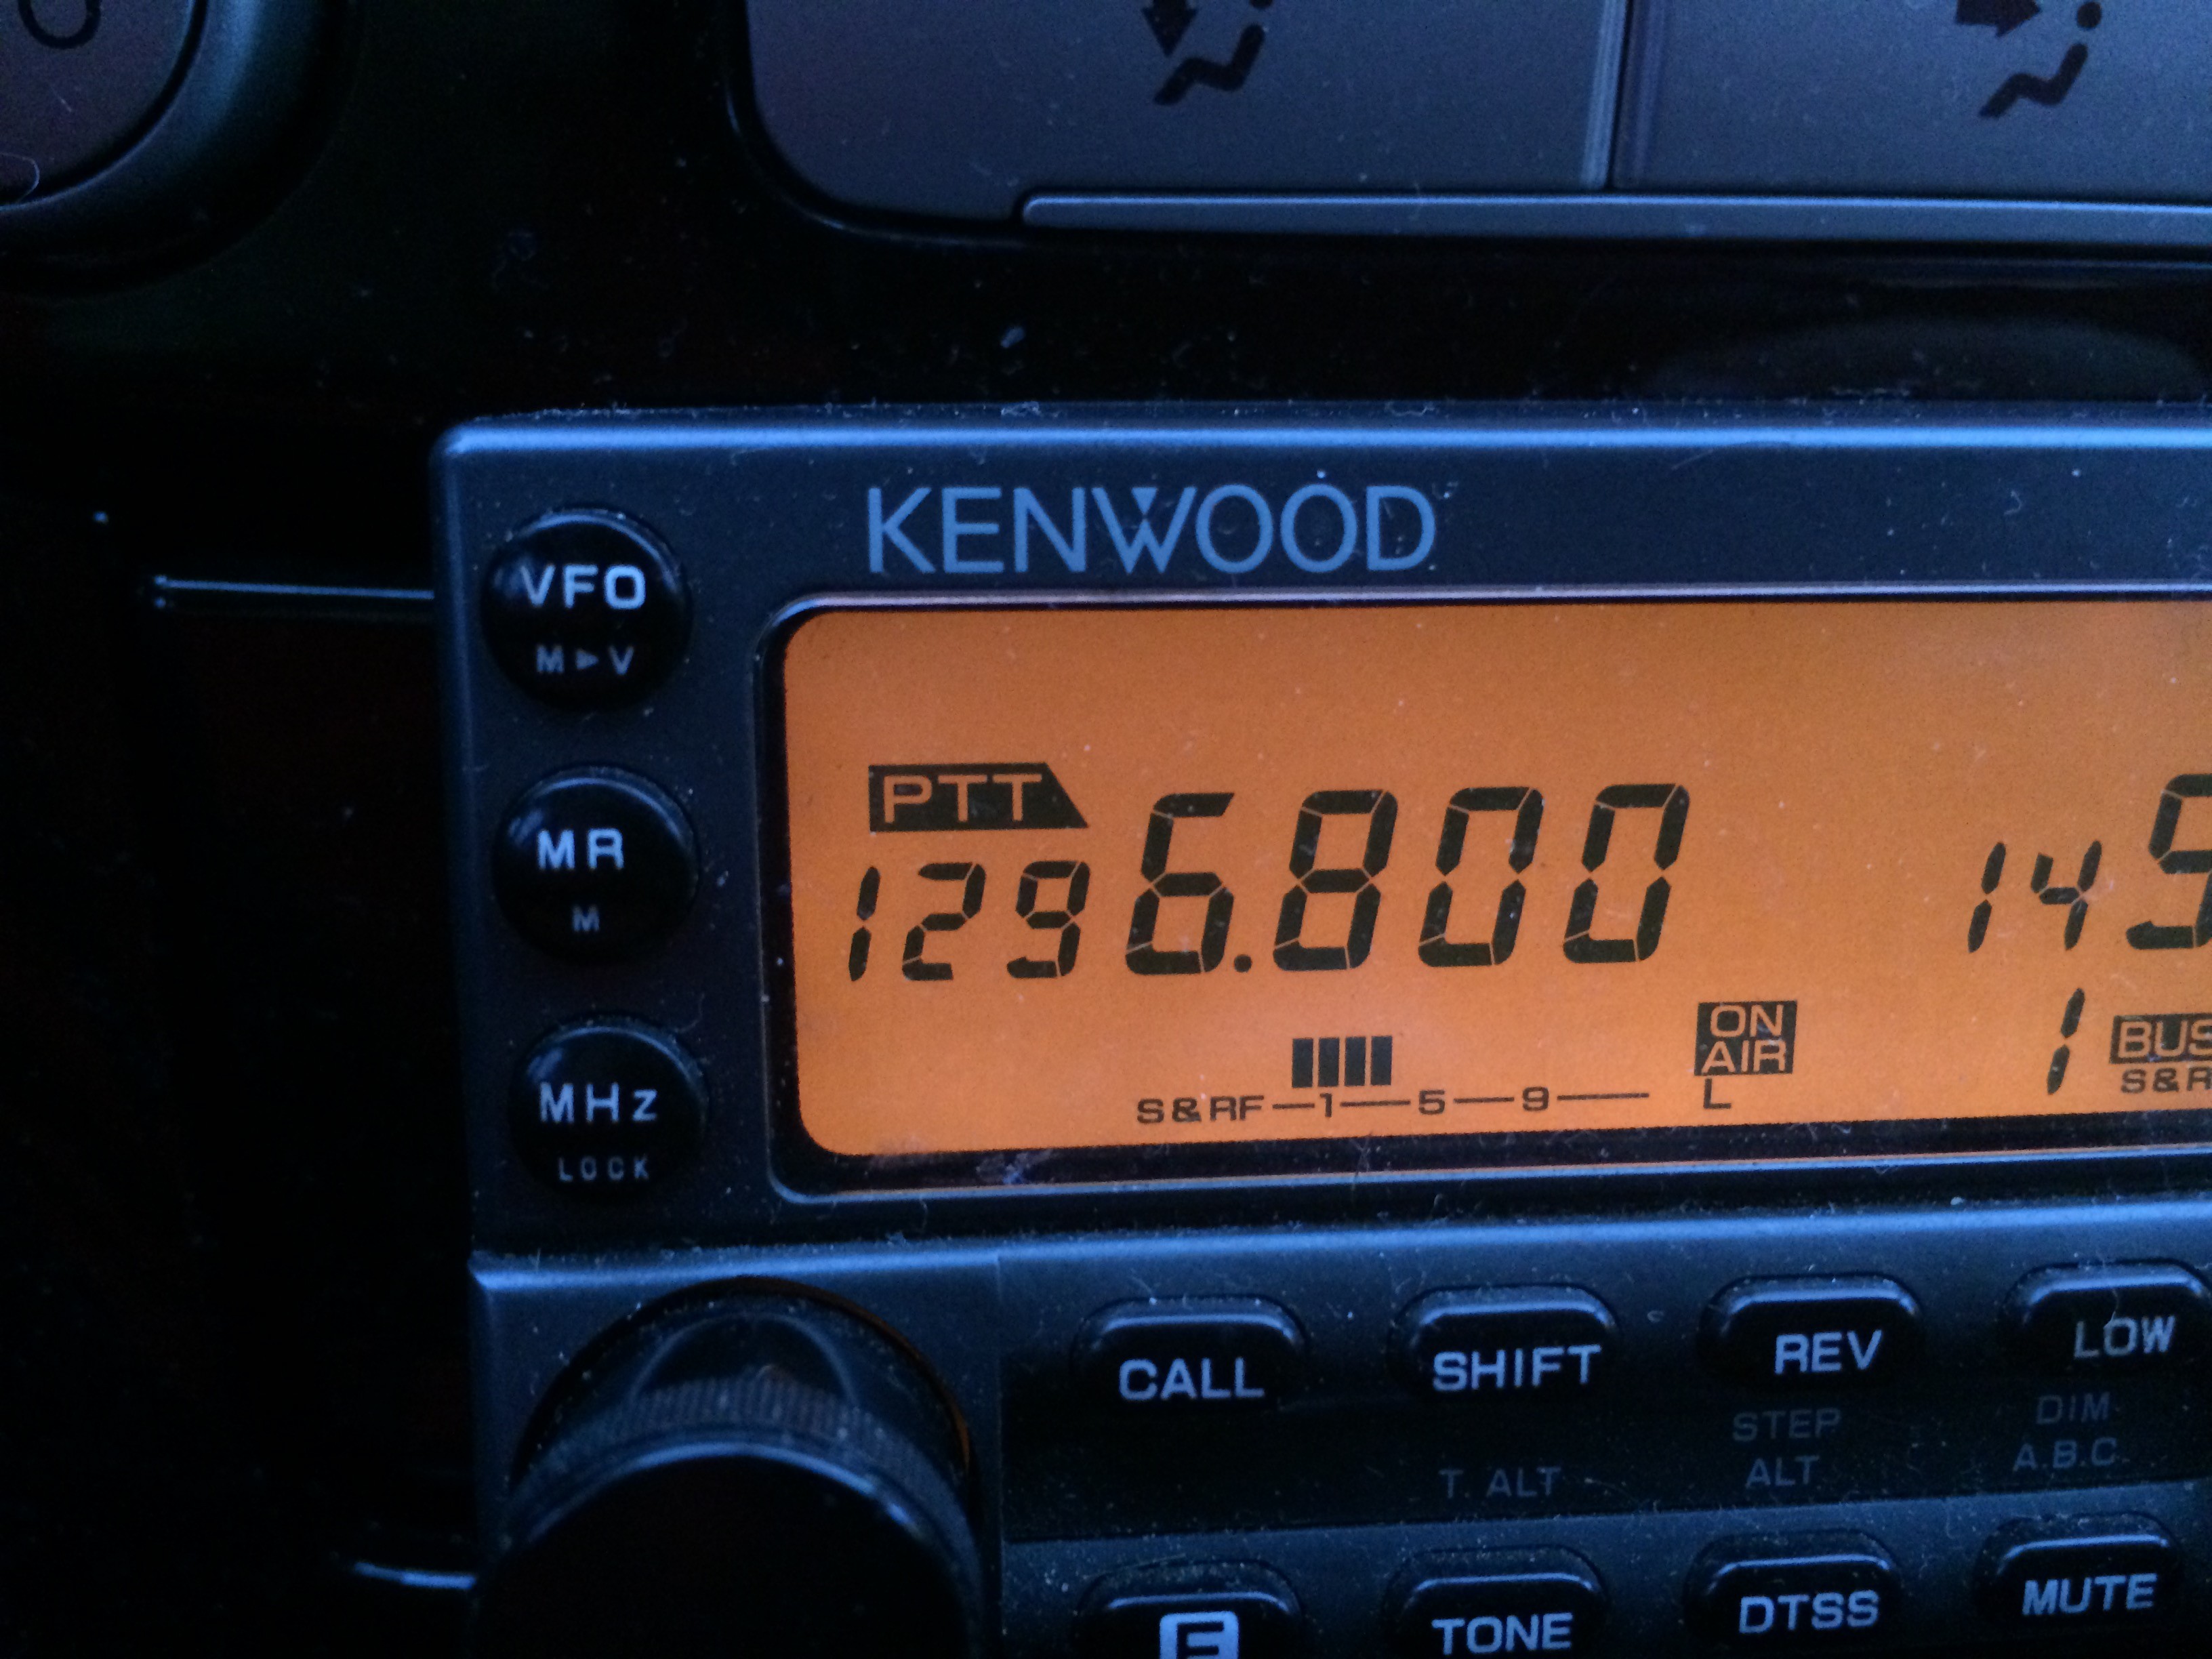 KENWOOD
VFO
M▶V
PTT
1296.800
14
MR
M
ON
AIR
1
S&RF—1——5——9——
L
MHz
LOCK
CALL
SHIFT
REV
LOW
STEP
DIM
T. ALT
ALT
A.B.C.
F
TONE
DTSS
MUTE